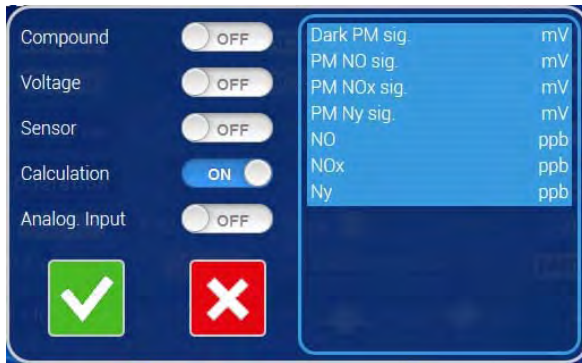 Compound OFF
Voltage OFF
Sensor OFF
Calculation ON
Analog. Input OFF
Dark PM sig. mV
PM NO sig. mV
PM NOx sig. mV
PM Ny sig. mV
NO ppb
NOx ppb
Ny ppb